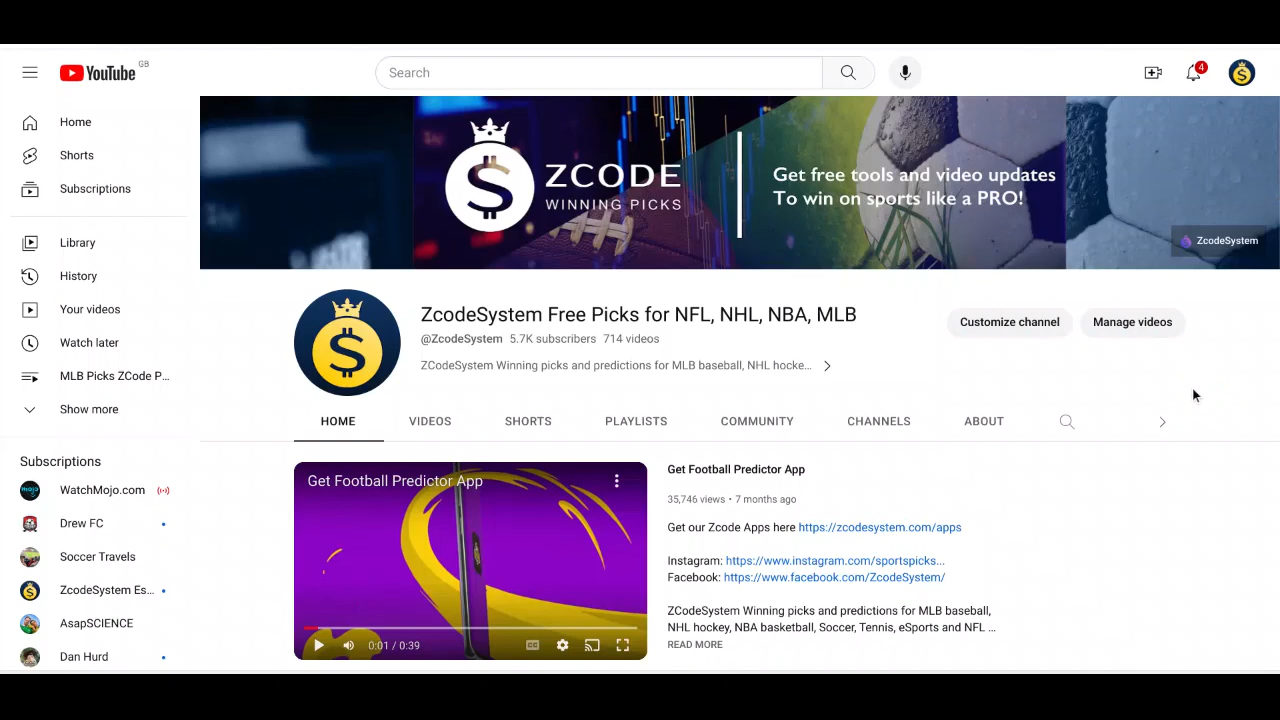 YouTube GB
Search
4
Home
Shorts
Subscriptions
Library
History
Your videos
Watch later
MLB Picks ZCode P...
Show more
Subscriptions
WatchMojo.com
Drew FC
Soccer Travels
ZcodeSystem Es...
AsapSCIENCE
Dan Hurd
ZCODE
WINNING PICKS
Get free tools and video updates
To win on sports like a PRO!
ZcodeSystem
ZcodeSystem Free Picks for NFL, NHL, NBA, MLB
@ZcodeSystem 5.7K subscribers 714 videos
ZCodeSystem Winning picks and predictions for MLB baseball, NHL hocke...
Customize channel
Manage videos
HOME VIDEOS SHORTS PLAYLISTS COMMUNITY CHANNELS ABOUT
Get Football Predictor App
0:01 / 0:39
Get Football Predictor App
35,746 views • 7 months ago
Get our Zcode Apps here https://zcodesystem.com/apps
Instagram: https://www.instagram.com/sportspicks...
Facebook: https://www.facebook.com/ZcodeSystem/
ZCodeSystem Winning picks and predictions for MLB baseball,
NHL hockey, NBA basketball, Soccer, Tennis, eSports and NFL ...
READ MORE